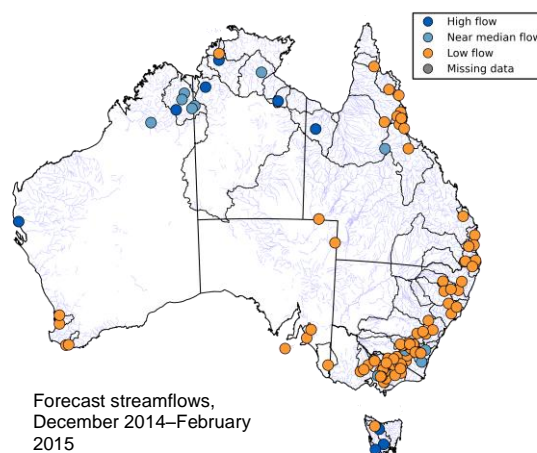 High flow
Near median flow
Low flow
Missing data
Forecast streamflows,
December 2014–February
2015